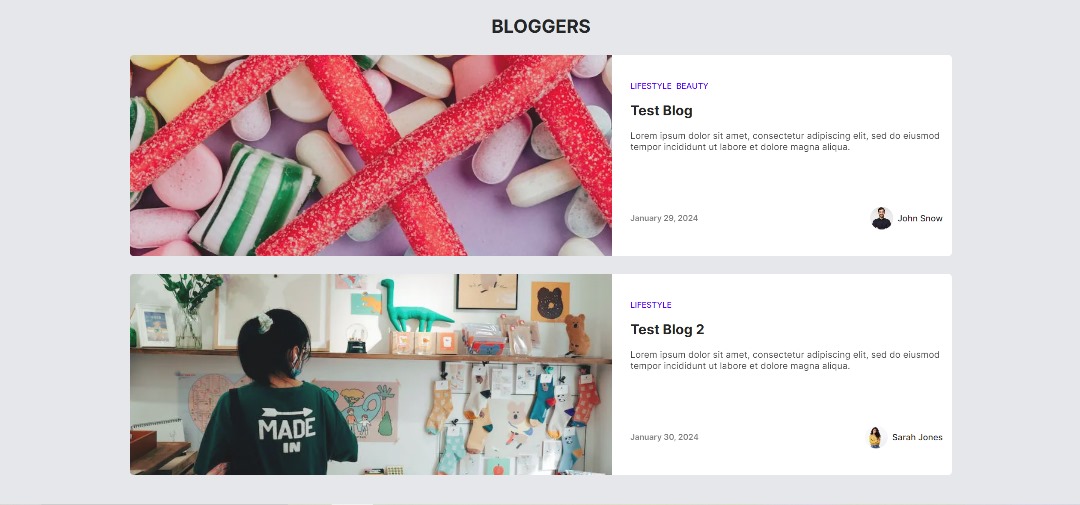 BLOGGERS
LIFESTYLE BEAUTY
Test Blog
Lorem ipsum dolor sit amet, consectetur adipiscing elit, sed do eiusmod
tempor incididunt ut labore et dolore magna aliqua.
January 29, 2024
John Snow
MADE
IN
LIFESTYLE
Test Blog 2
Lorem ipsum dolor sit amet, consectetur adipiscing elit, sed do eiusmod
tempor incididunt ut labore et dolore magna aliqua.
January 30, 2024
Sarah Jones